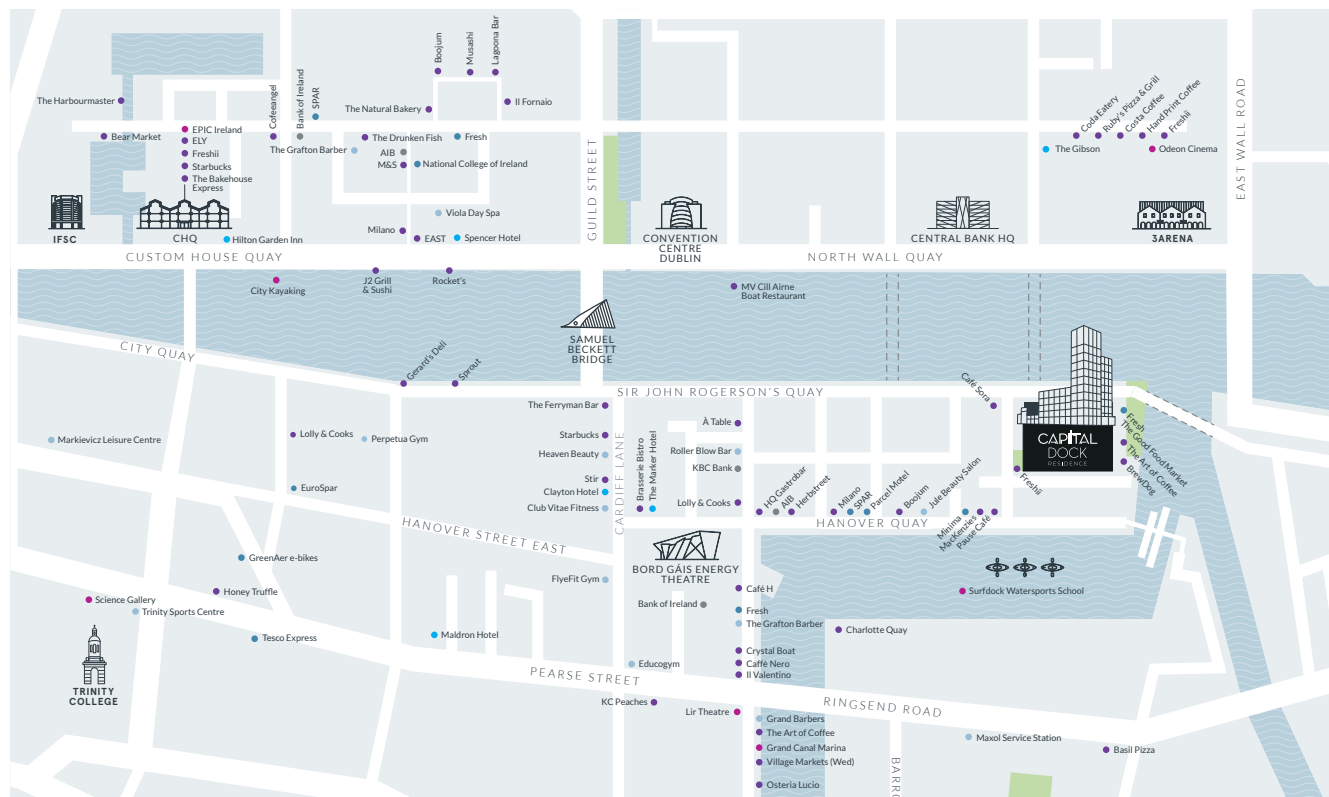 Boojum
Musashi
Lagoona Bar
The Harbourmaster
Cofeeangel
Bank of Ireland
SPAR
The Natural Bakery
Il Fornaio
Bear Market
EPIC Ireland
ELY
Freshii
Starbucks
The Bakehouse
Express
The Grafton Barber
The Drunken Fish
Fresh
AIB
M&S
National College of Ireland
Viola Day Spa
Milano
EAST
Spencer Hotel
Hilton Garden Inn
IFSC
CHQ
GUILD STREET
CONVENTION
CENTRE
DUBLIN
CENTRAL BANK HQ
Coda Eatery
Ruby's Pizza & Grill
Costa Coffee
Hand Print Coffee
Freshii
The Gibson
Odeon Cinema
3ARENA
EAST WALL ROAD
CUSTOM HOUSE QUAY
NORTH WALL QUAY
City Kayaking
J2 Grill
& Sushi
Rocket's
MV Cill Airne
Boat Restaurant
SAMUEL
BECKETT
BRIDGE
CITY QUAY
Gerard's Deli
Sprout
SIR JOHN ROGERSON'S QUAY
Café Sora
The Ferryman Bar
Starbucks
Heaven Beauty
Stir
Clayton Hotel
Club Vitae Fitness
CARDIFF LANE
Brasserie Bistro
The Marker Hotel
À Table
Roller Blow Bar
KBC Bank
Lolly & Cooks
HQ Gastrobar
AIB
Herbstreet
Milano
SPAR
Parcel Motel
Boojum
Jule Beauty Salon
Minima
MacKenzies
Pause Café
Freshii
CAPITAL
DOCK
RESIDENCE
Fresh
The Good Food Market
The Art of Coffee
BrewDog
Markievicz Leisure Centre
Lolly & Cooks
Perpetua Gym
EuroSpar
HANOVER STREET EAST
HANOVER QUAY
BORD GÁIS ENERGY
THEATRE
GreenAer e-bikes
Honey Truffle
Science Gallery
Trinity Sports Centre
Tesco Express
TRINITY
COLLEGE
Maldron Hotel
FlyeFit Gym
Bank of Ireland
Café H
Fresh
The Grafton Barber
Crystal Boat
Caffè Nero
Il Valentino
Surfdock Watersports School
Charlotte Quay
Educogym
PEARSE STREET
KC Peaches
Lir Theatre
RINGSEND ROAD
Grand Barbers
The Art of Coffee
Grand Canal Marina
Village Markets (Wed)
Osteria Lucio
BARRO
Maxol Service Station
Basil Pizza